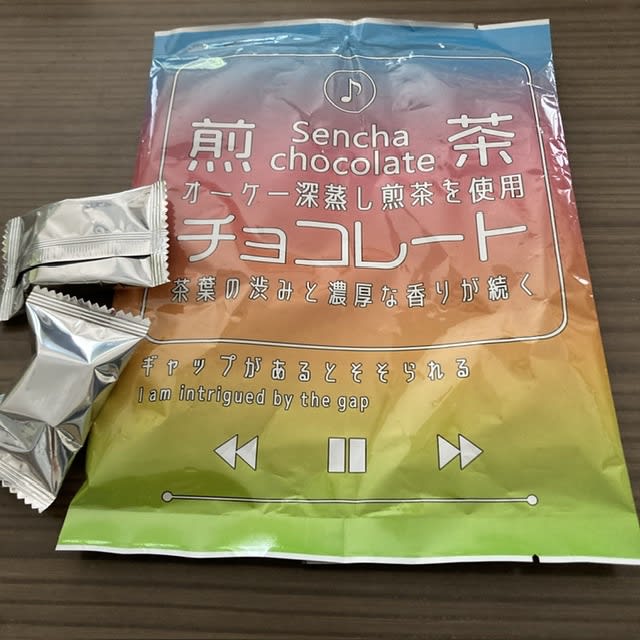 煎 Sencha chocolate 茶
オーケー深蒸し煎茶を使用
チョコレート
茶葉の渋みと濃厚な香りが続く
ギャップがあるとそそられる
I am intrigued by the gap